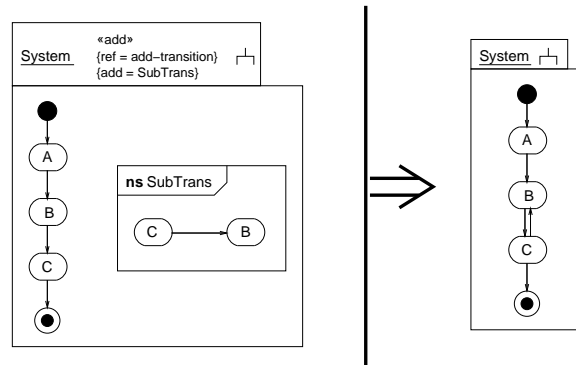 «add»
System {ref = add−transition}
{add = SubTrans}
A
B
C
ns SubTrans
C B
System
A
B
C